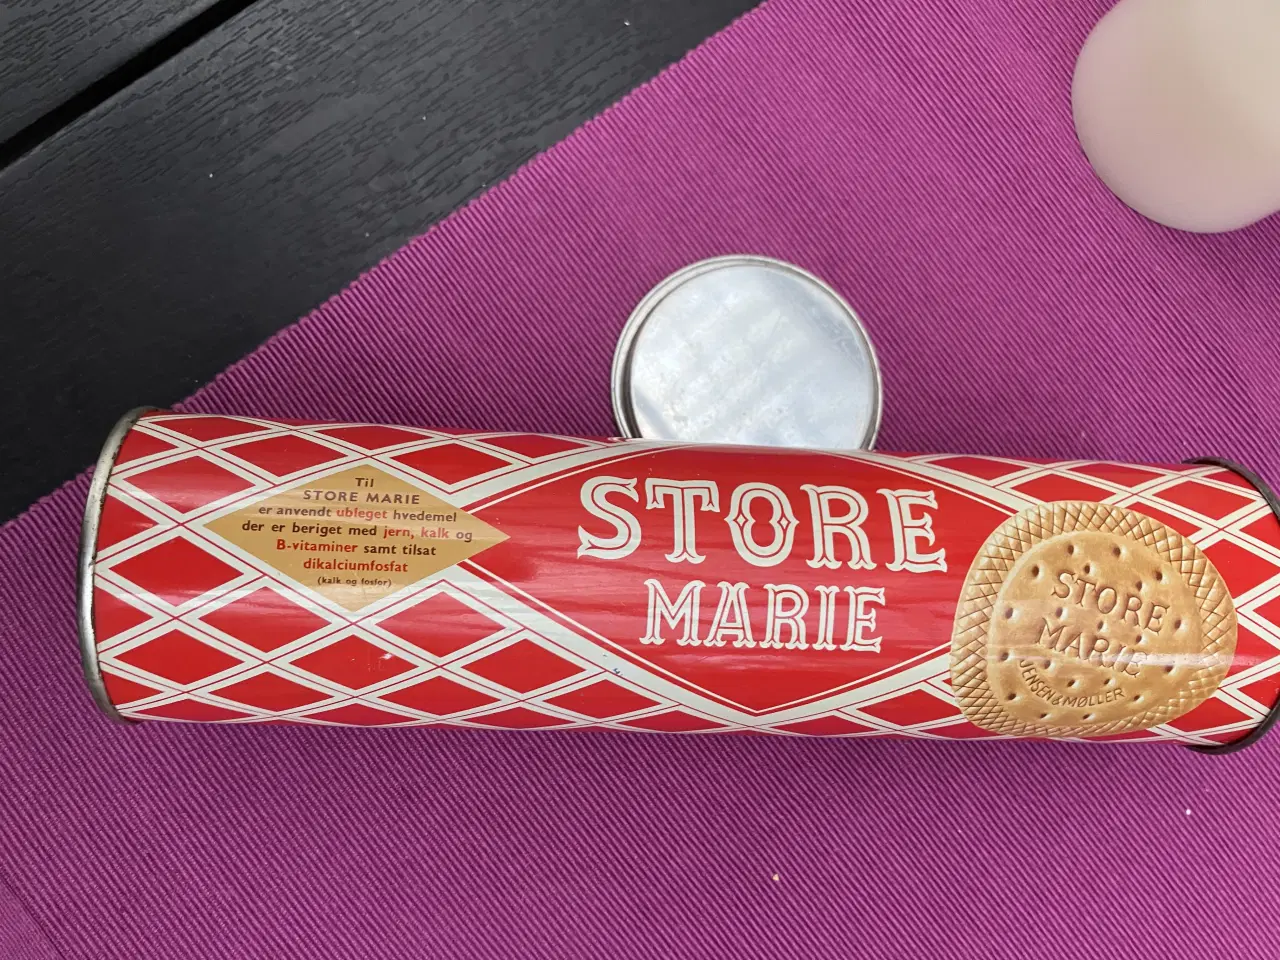 Til
STORE MARIE
er anvendt ubleget hvedemel
der er beriget med jern, kalk og
B-vitaminer samt tilsat
dikalciumfosfat
(kalk og fosfor)
STORE
MARIE
STORE
MARIE
JENSEN & MØLLER